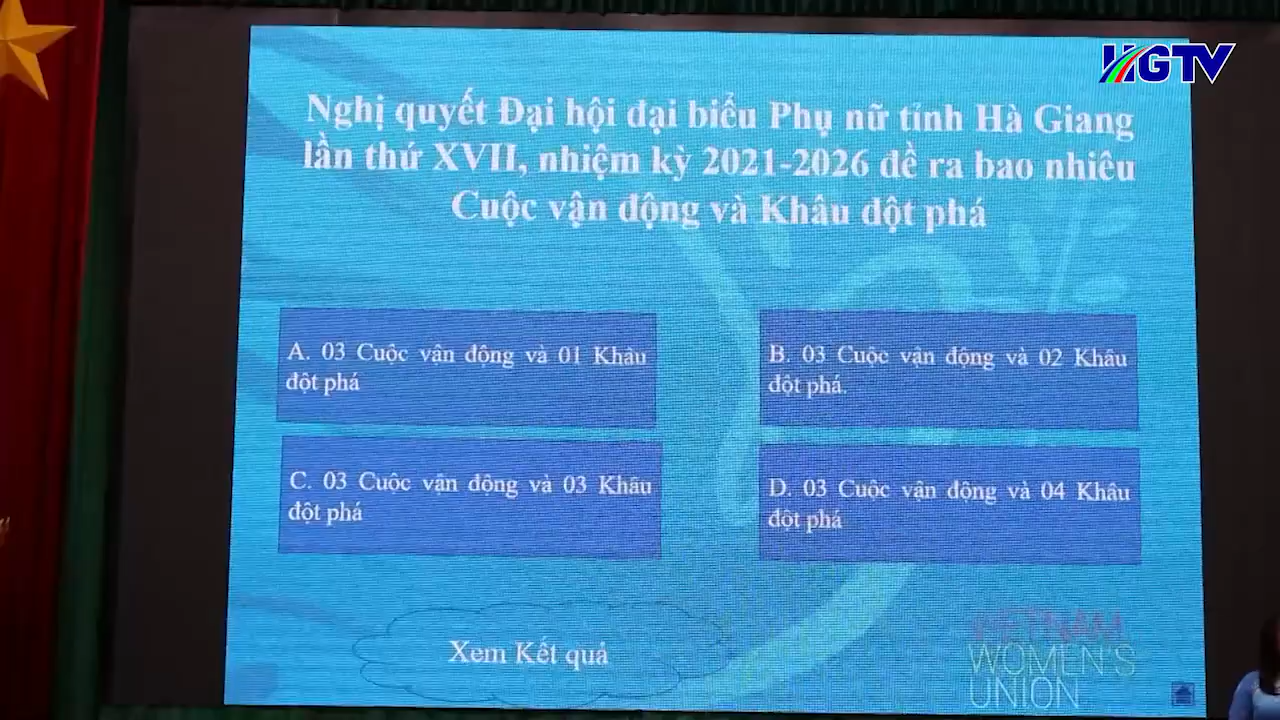 HGTV
Nghị quyết Đại hội đại biểu Phụ nữ tỉnh Hà Giang
lần thứ XVII, nhiệm kỳ 2021-2026 đề ra bao nhiêu
Cuộc vận động và Khâu đột phá
A. 03 Cuộc vân động và 01 Khâu
đột phá
B. 03 Cuộc vận động và 02 Khâu
đột phá.
C. 03 Cuộc vận động và 03 Khâu
đột phá
D. 03 Cuộc vận động và 04 Khâu
đột phá
Xem Kết quả
VIETNAM
WOMEN'S
UNION